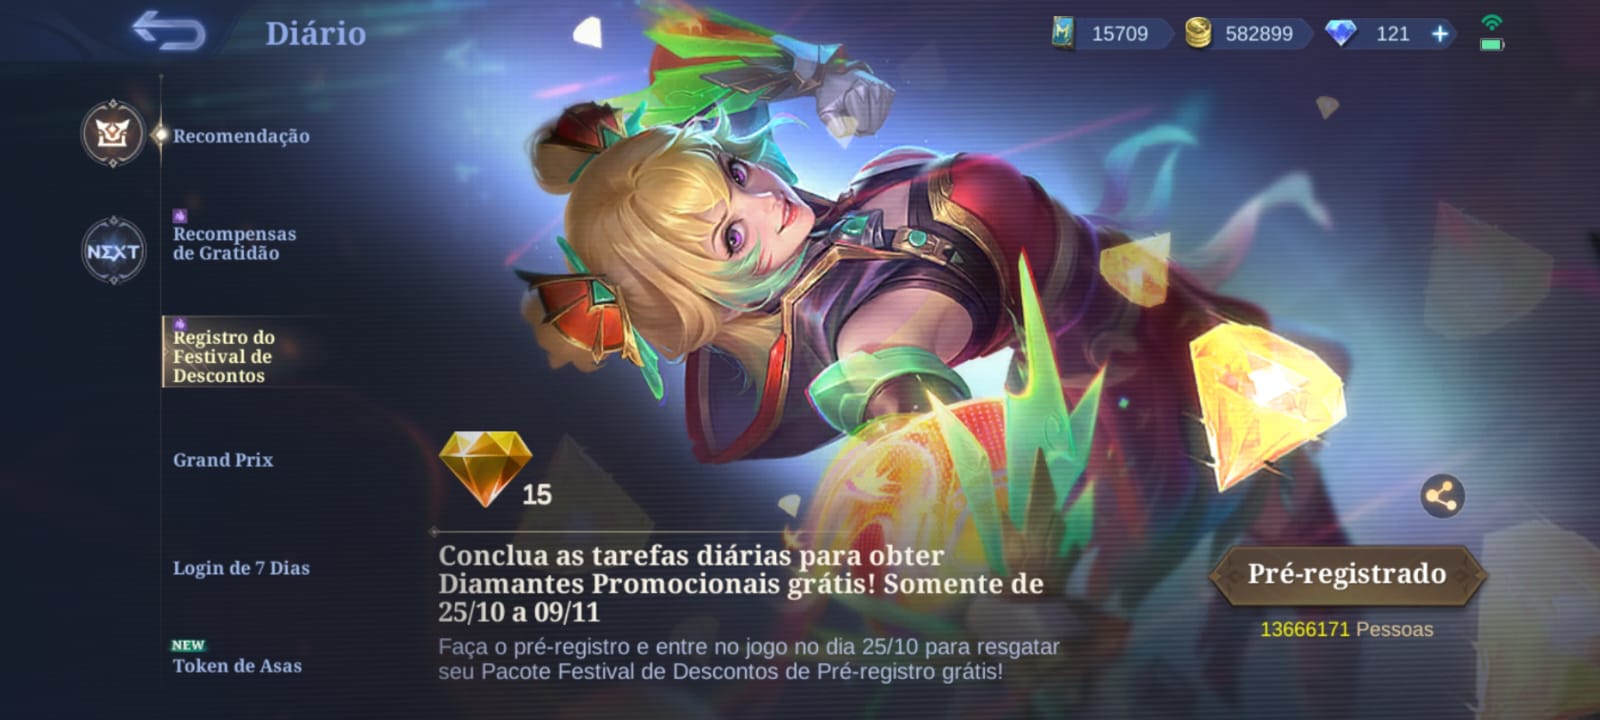 Diário
15709
582899
121
Recomendação
NΣXT
Recompensas
de Gratidão
Registro do
Festival de
Descontos
Grand Prix
Login de 7 Dias
NEW
Token de Asas
15
Conclua as tarefas diárias para obter
Diamantes Promocionais grátis! Somente de
25/10 a 09/11
Faça o pré-registro e entre no jogo no dia 25/10 para resgatar
seu Pacote Festival de Descontos de Pré-registro grátis!
Pré-registrado
13666171 Pessoas